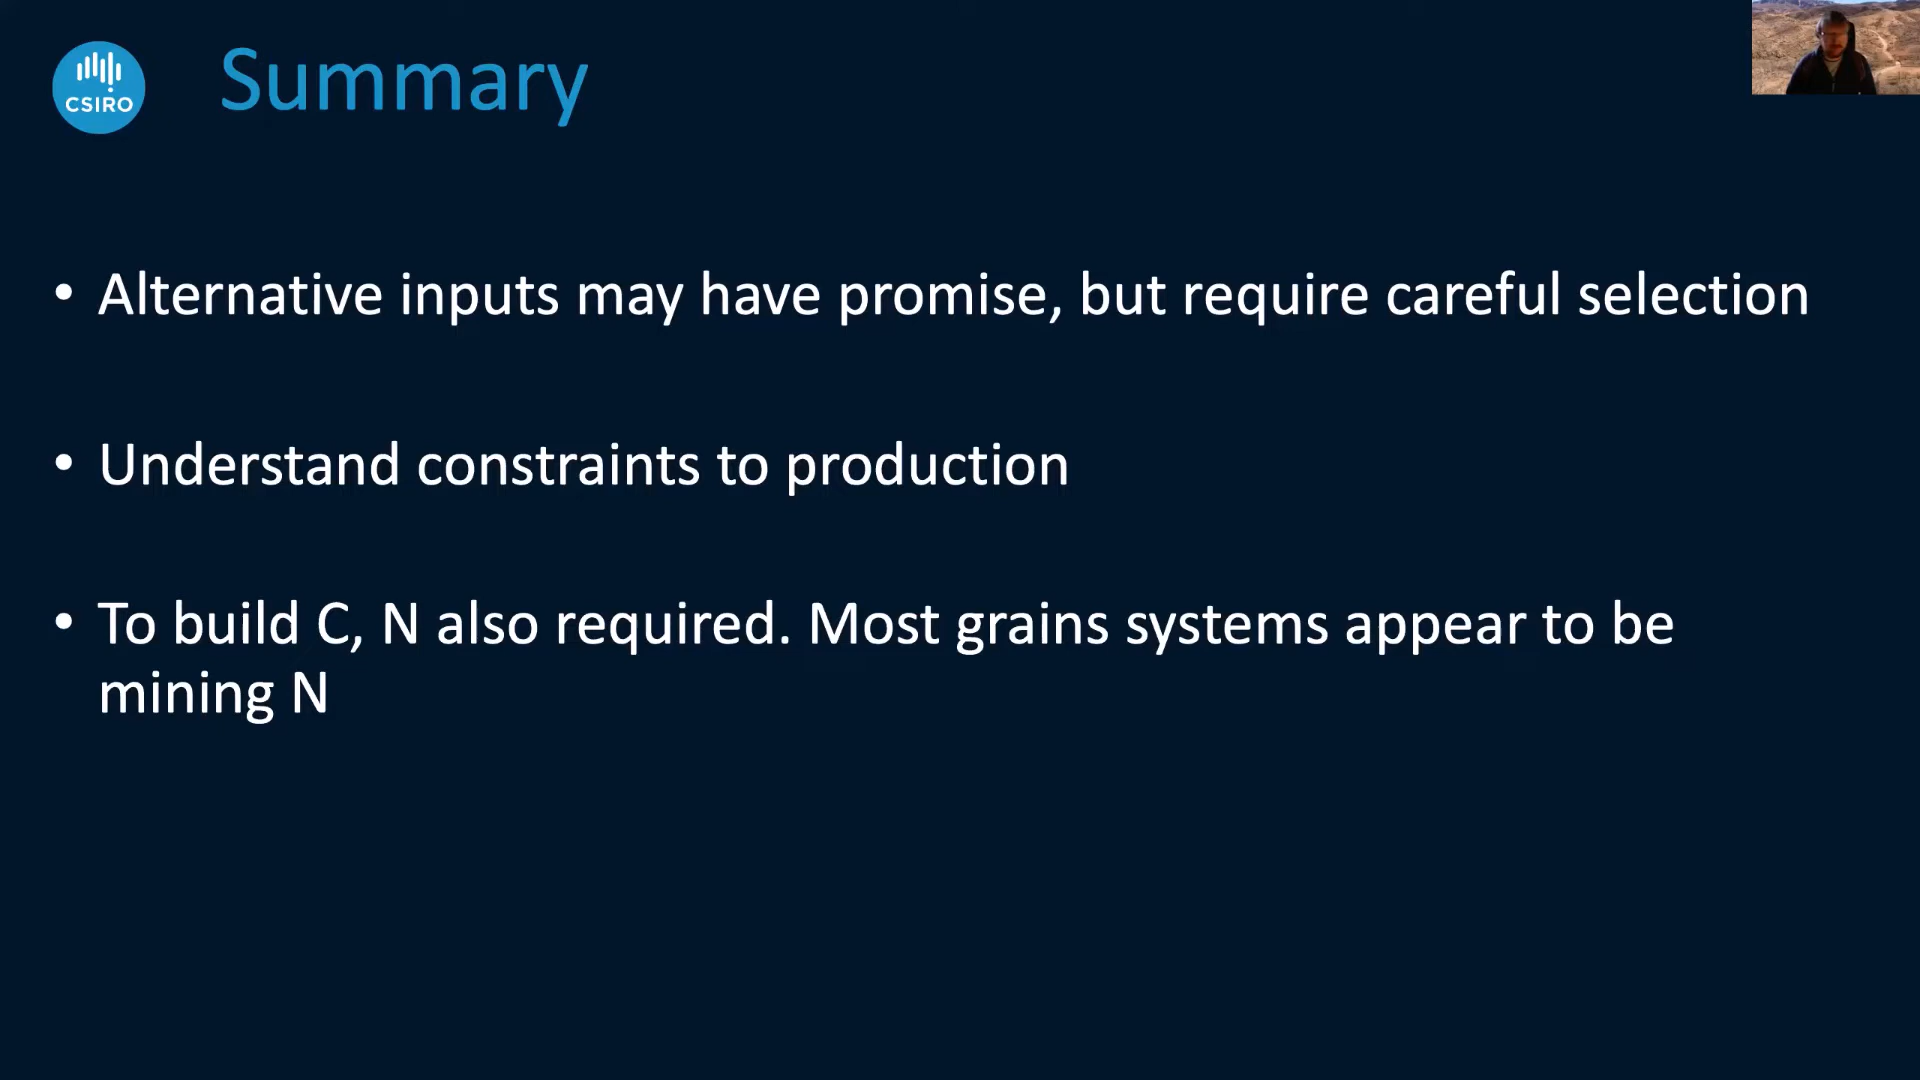 CSIRO
Summary
• Alternative inputs may have promise, but require careful selection
• Understand constraints to production
• To build C, N also required. Most grains systems appear to be
mining N